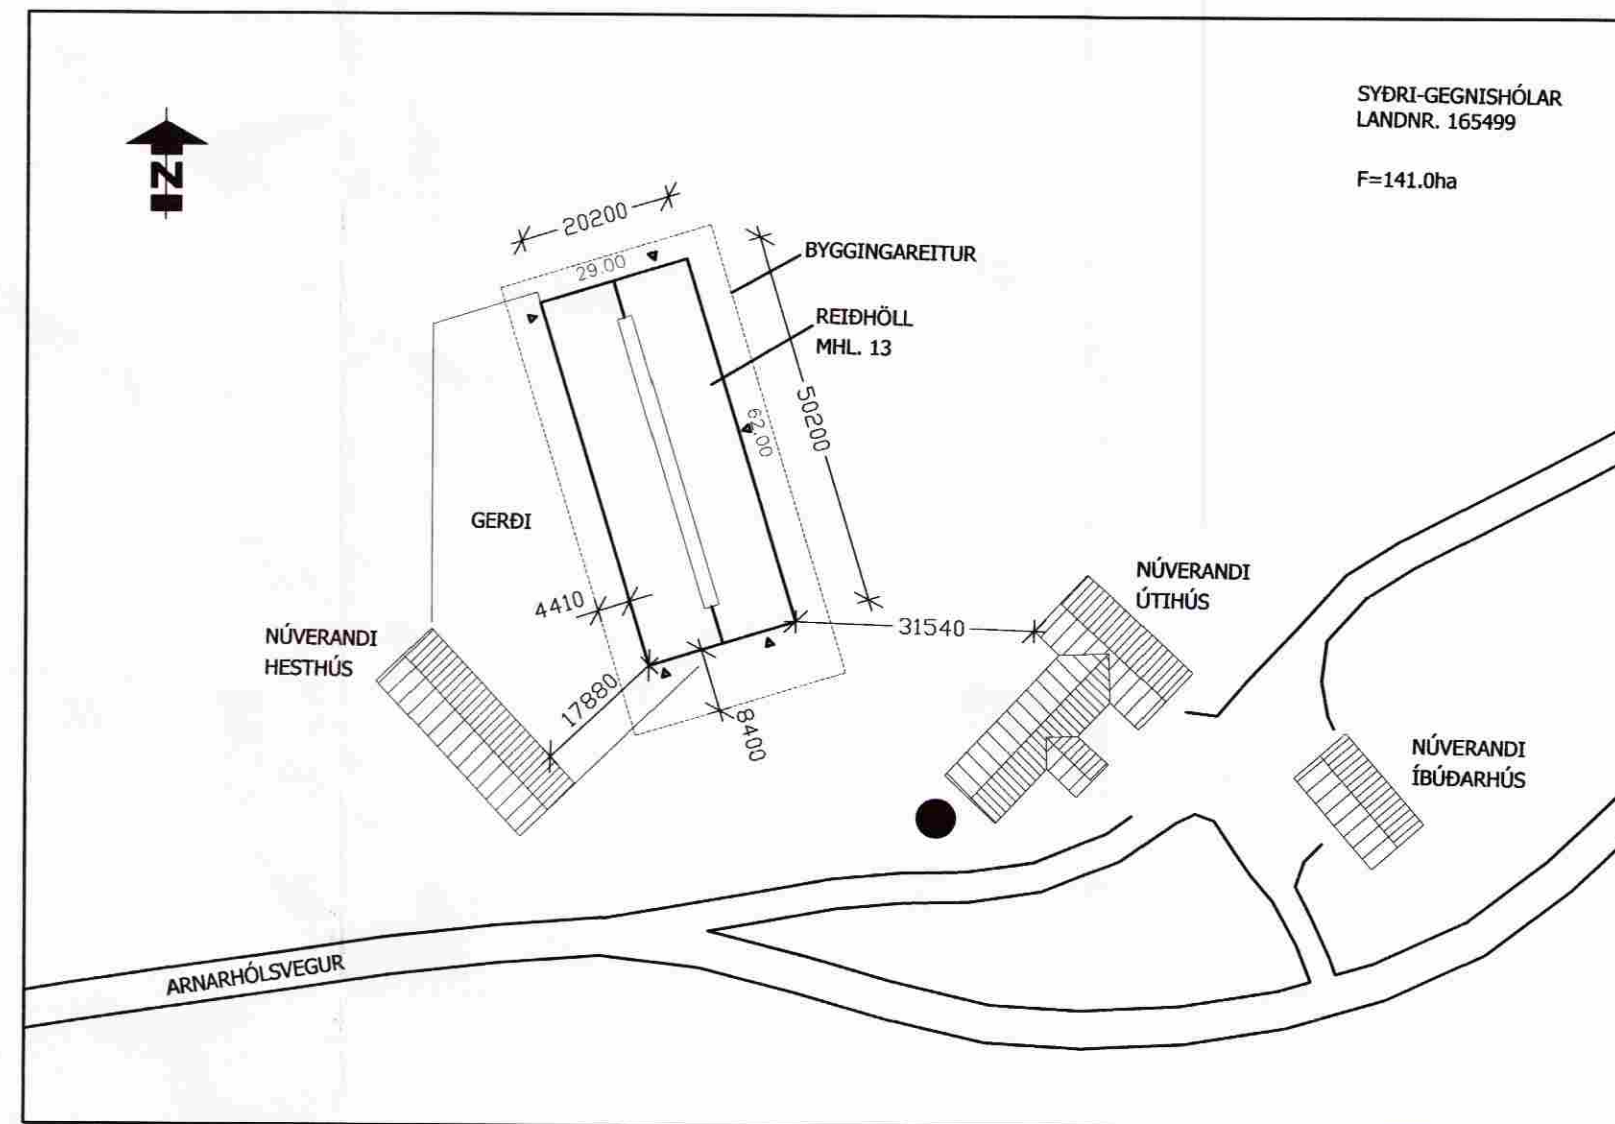 SYÐRI-GEGNISHÓLAR
LANDNR. 165499
F=141.0ha
N
20200
29.00
BYGGINGAREITUR
REIÐHÖLL
MHL. 13
50200
62.00
GERÐI
4410
NÚVERANDI
HESTHÚS
17880
8400
31540
NÚVERANDI
ÚTIHÚS
NÚVERANDI
ÍBÚÐARHÚS
ARNARHÓLSVEGUR